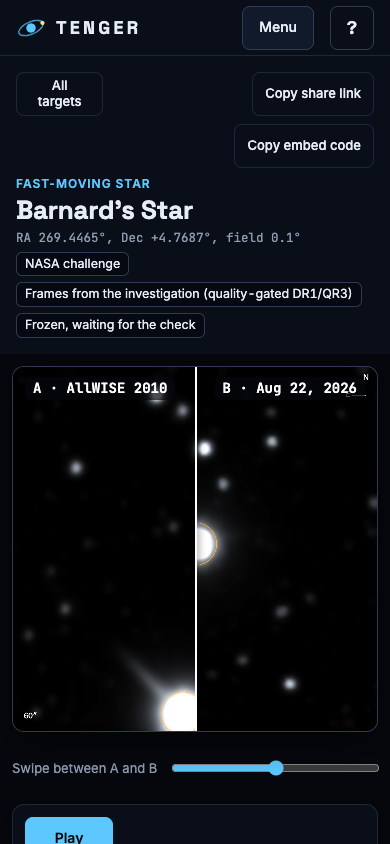 TENGER
Menu
?
All
targets
Copy share link
Copy embed code
FAST-MOVING STAR
Barnard's Star
RA 269.4465°, Dec +4.7687°, field 0.1°
NASA challenge
Frames from the investigation (quality-gated DR1/QR3)
Frozen, waiting for the check
A · AllWISE 2010
B · Aug 22, 2026
N
60"
Swipe between A and B
Play